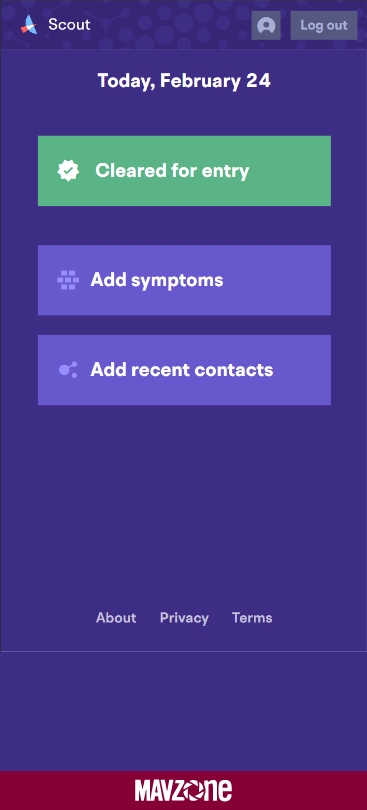 Scout
Log out
Today, February 24
Cleared for entry
Add symptoms
Add recent contacts
About Privacy Terms
MAVZONE